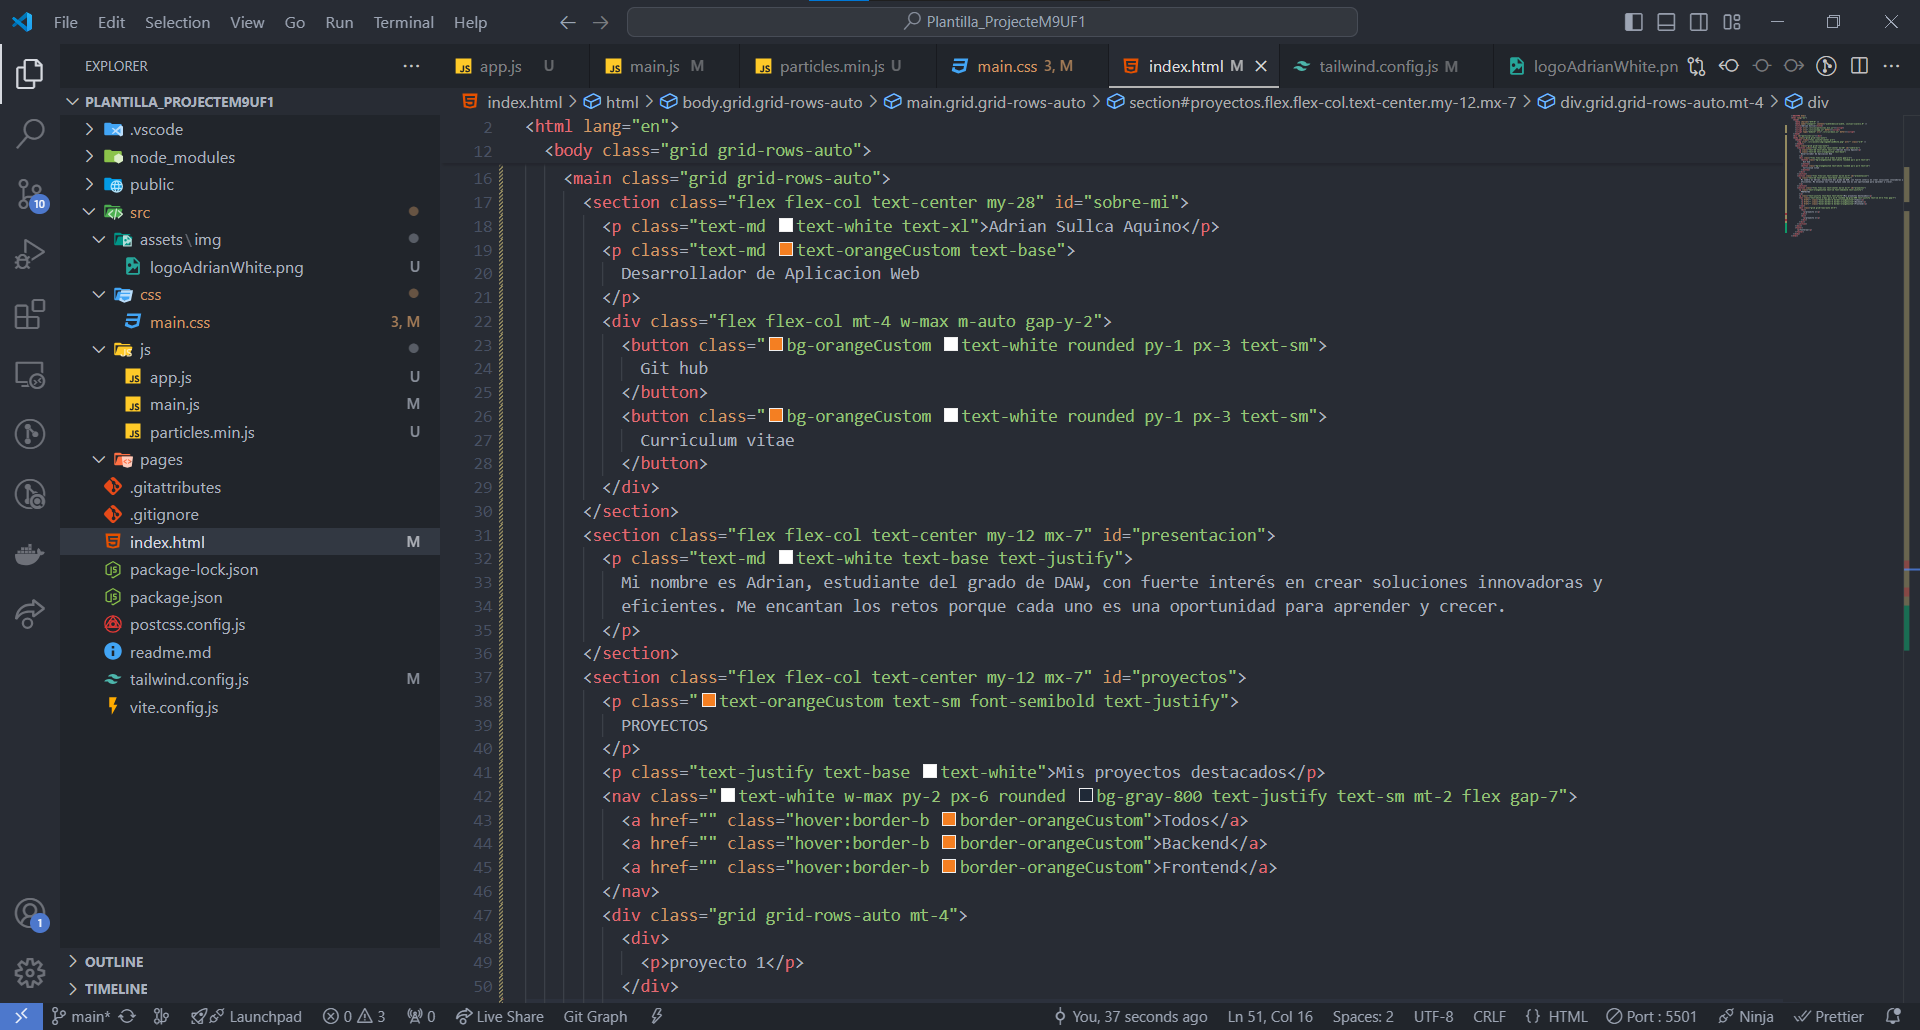 File Edit Selection View Go Run Terminal Help
Plantilla_ProjecteM9UF1
EXPLORER
app.js U
main.js M
particles.min.js U
main.css 3, M
index.html M
tailwind.config.js M
logoAdrianWhite.pn
PLANTILLA_PROJECTEM9UF1
index.html > html > body.grid.grid-rows-auto > main.grid.grid-rows-auto > section#proyectos.flex.flex-col.text-center.my-12.mx-7 > div.grid.grid-rows-auto.mt-4 > div
.vscode
node_modules
public
src
assets\img
logoAdrianWhite.png U
css
main.css 3, M
js
app.js U
main.js M
particles.min.js U
pages
.gitattributes
.gitignore
index.html M
package-lock.json
package.json
postcss.config.js
readme.md
tailwind.config.js M
vite.config.js
OUTLINE
TIMELINE
10
1
2 <html lang="en">
12 <body class="grid grid-rows-auto">
16 <main class="grid grid-rows-auto">
17 <section class="flex flex-col text-center my-28" id="sobre-mi">
18 <p class="text-md text-white text-xl">Adrian Sullca Aquino</p>
19 <p class="text-md text-orangeCustom text-base">
20 Desarrollador de Aplicacion Web
21 </p>
22 <div class="flex flex-col mt-4 w-max m-auto gap-y-2">
23 <button class="bg-orangeCustom text-white rounded py-1 px-3 text-sm">
24 Git hub
25 </button>
26 <button class="bg-orangeCustom text-white rounded py-1 px-3 text-sm">
27 Curriculum vitae
28 </button>
29 </div>
30 </section>
31 <section class="flex flex-col text-center my-12 mx-7" id="presentacion">
32 <p class="text-md text-white text-base text-justify">
33 Mi nombre es Adrian, estudiante del grado de DAW, con fuerte interés en crear soluciones innovadoras y
34 eficientes. Me encantan los retos porque cada uno es una oportunidad para aprender y crecer.
35 </p>
36 </section>
37 <section class="flex flex-col text-center my-12 mx-7" id="proyectos">
38 <p class="text-orangeCustom text-sm font-semibold text-justify">
39 PROYECTOS
40 </p>
41 <p class="text-justify text-base text-white">Mis proyectos destacados</p>
42 <nav class="text-white w-max py-2 px-6 rounded bg-gray-800 text-justify text-sm mt-2 flex gap-7">
43 <a href="" class="hover:border-b border-orangeCustom">Todos</a>
44 <a href="" class="hover:border-b border-orangeCustom">Backend</a>
45 <a href="" class="hover:border-b border-orangeCustom">Frontend</a>
46 </nav>
47 <div class="grid grid-rows-auto mt-4">
48 <div>
49 <p>proyecto 1</p>
50 </div>
main* Launchpad 0 3 0 Live Share Git Graph You, 37 seconds ago Ln 51, Col 16 Spaces: 2 UTF-8 CRLF {} HTML Port : 5501 Ninja Prettier